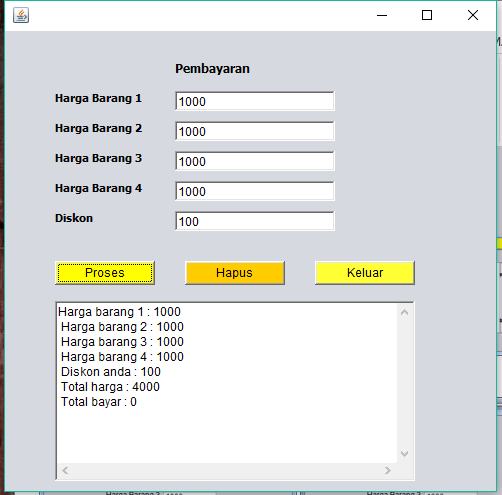 Pembayaran
Harga Barang 1 1000
Harga Barang 2 1000
Harga Barang 3 1000
Harga Barang 4 1000
Diskon 100
Proses Hapus Keluar
Harga barang 1 : 1000
Harga barang 2 : 1000
Harga barang 3 : 1000
Harga barang 4 : 1000
Diskon anda : 100
Total harga : 4000
Total bayar : 0